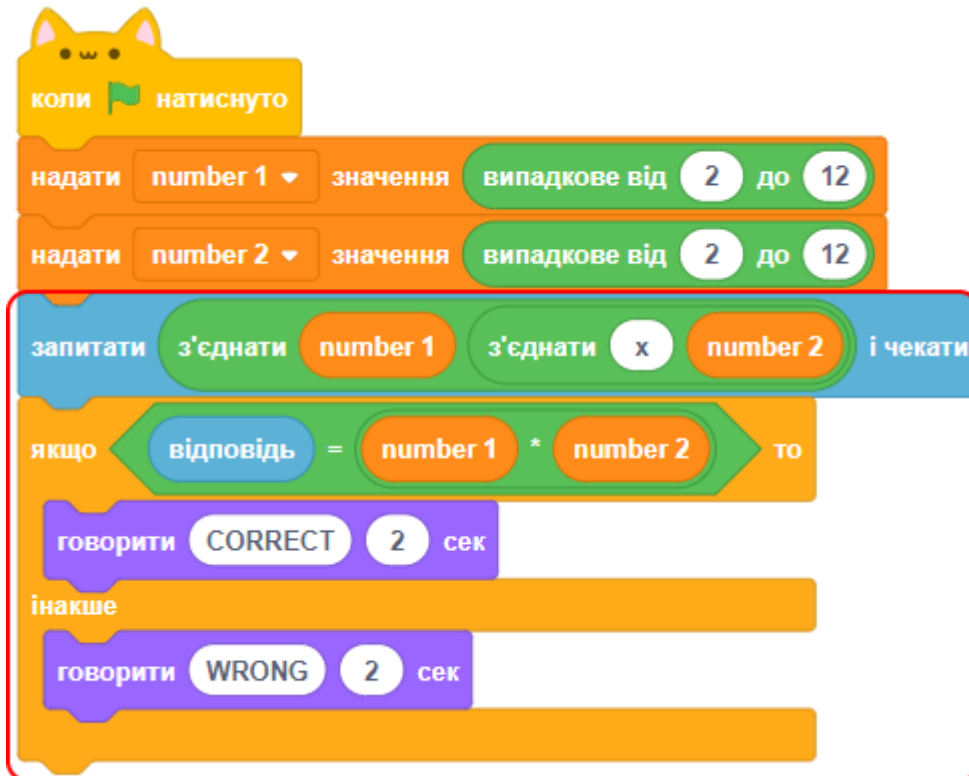 коли натиснуто
надати number 1 значення випадкове від 2 до 12
надати number 2 значення випадкове від 2 до 12
запитати з'єднати number 1 з'єднати x number 2 і чекати
якщо відповідь = number 1 * number 2 то
говорити CORRECT 2 сек
інакше
говорити WRONG 2 сек